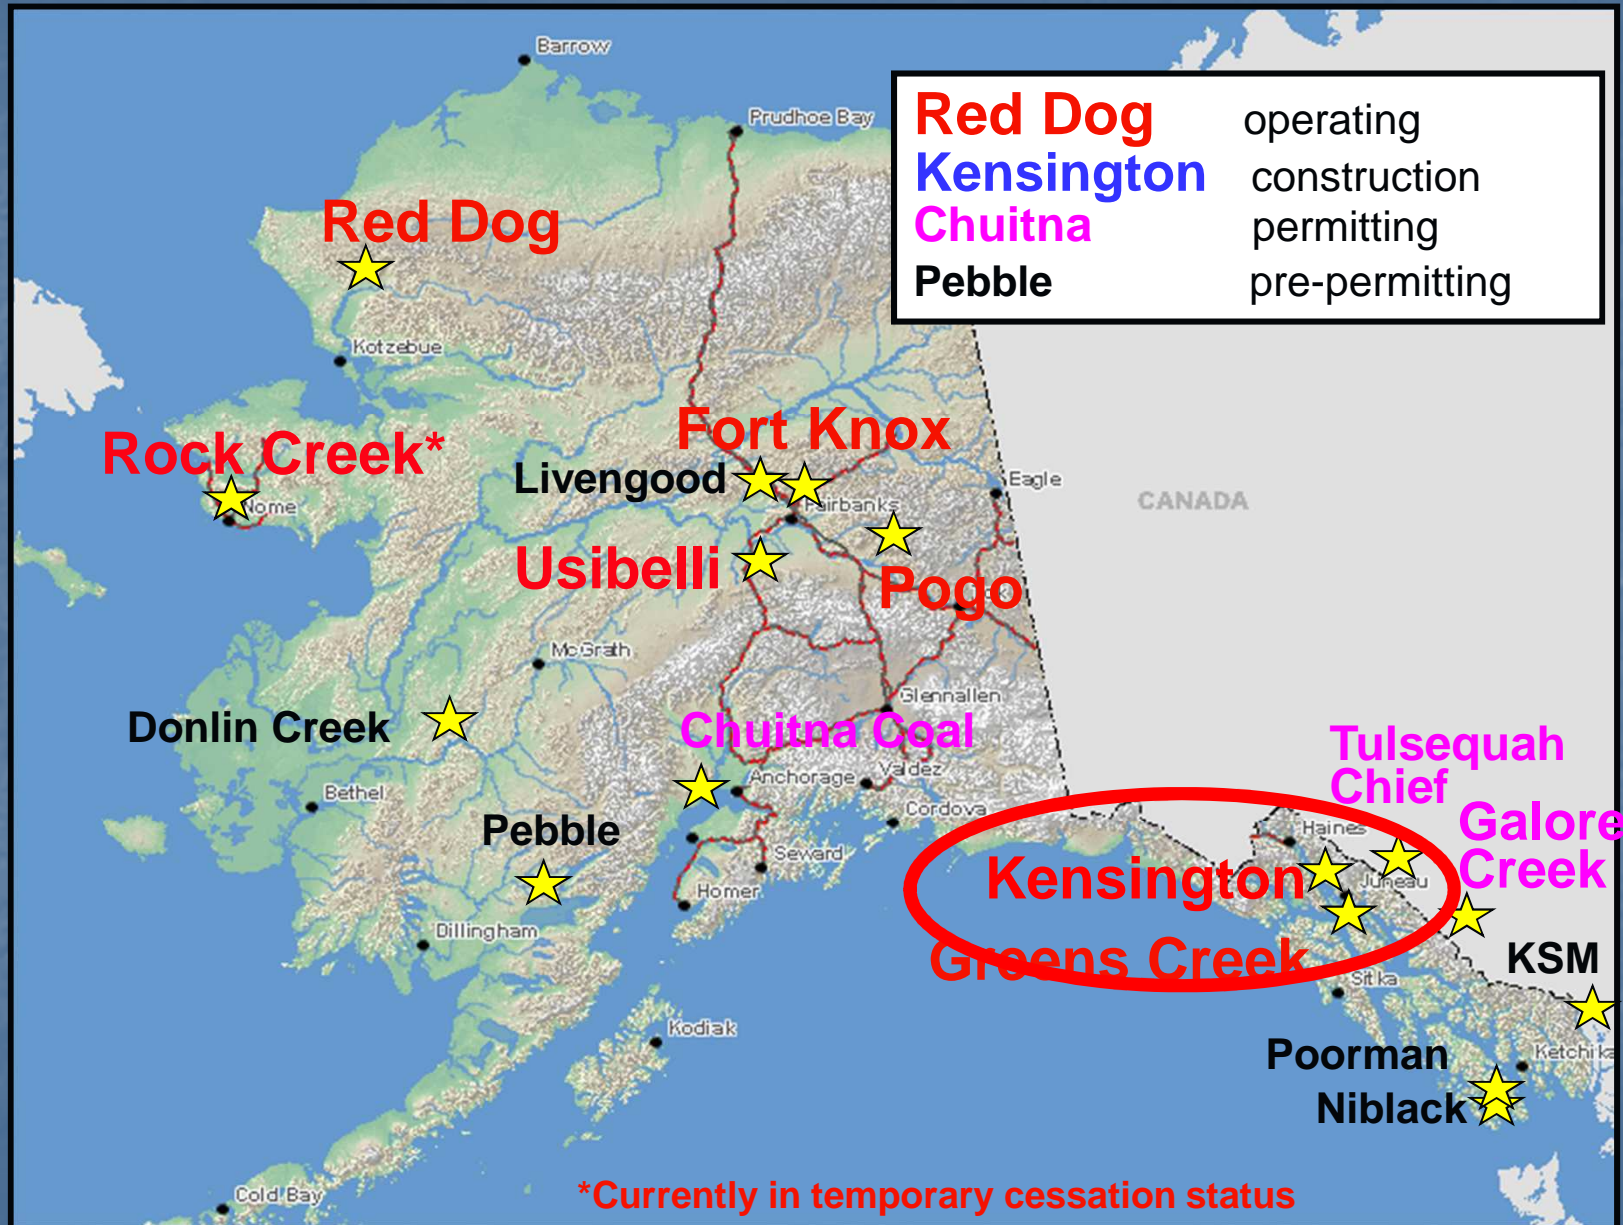 Barrow
Prudhoe Bay
Red Dog operating
Kensington construction
Chuitna permitting
Pebble pre-permitting
Red Dog
Kotzebue
Fort Knox
Rock Creek*
Livengood
Eagle
CANADA
Nome
Fairbanks
Usibelli
Pogo
McGrath
Glennallen
Donlin Creek
Chuitna Coal
Tulsequah
Chief
Anchorage
Valdez
Bethel
Cordova
Galore
Creek
Pebble
Haines
Seward
Kensington
Juneau
Homer
Dillingham
Greens Creek
KSM
Sitka
Kodiak
Poorman
Ketchika
Niblack
Cold Bay
*Currently in temporary cessation status